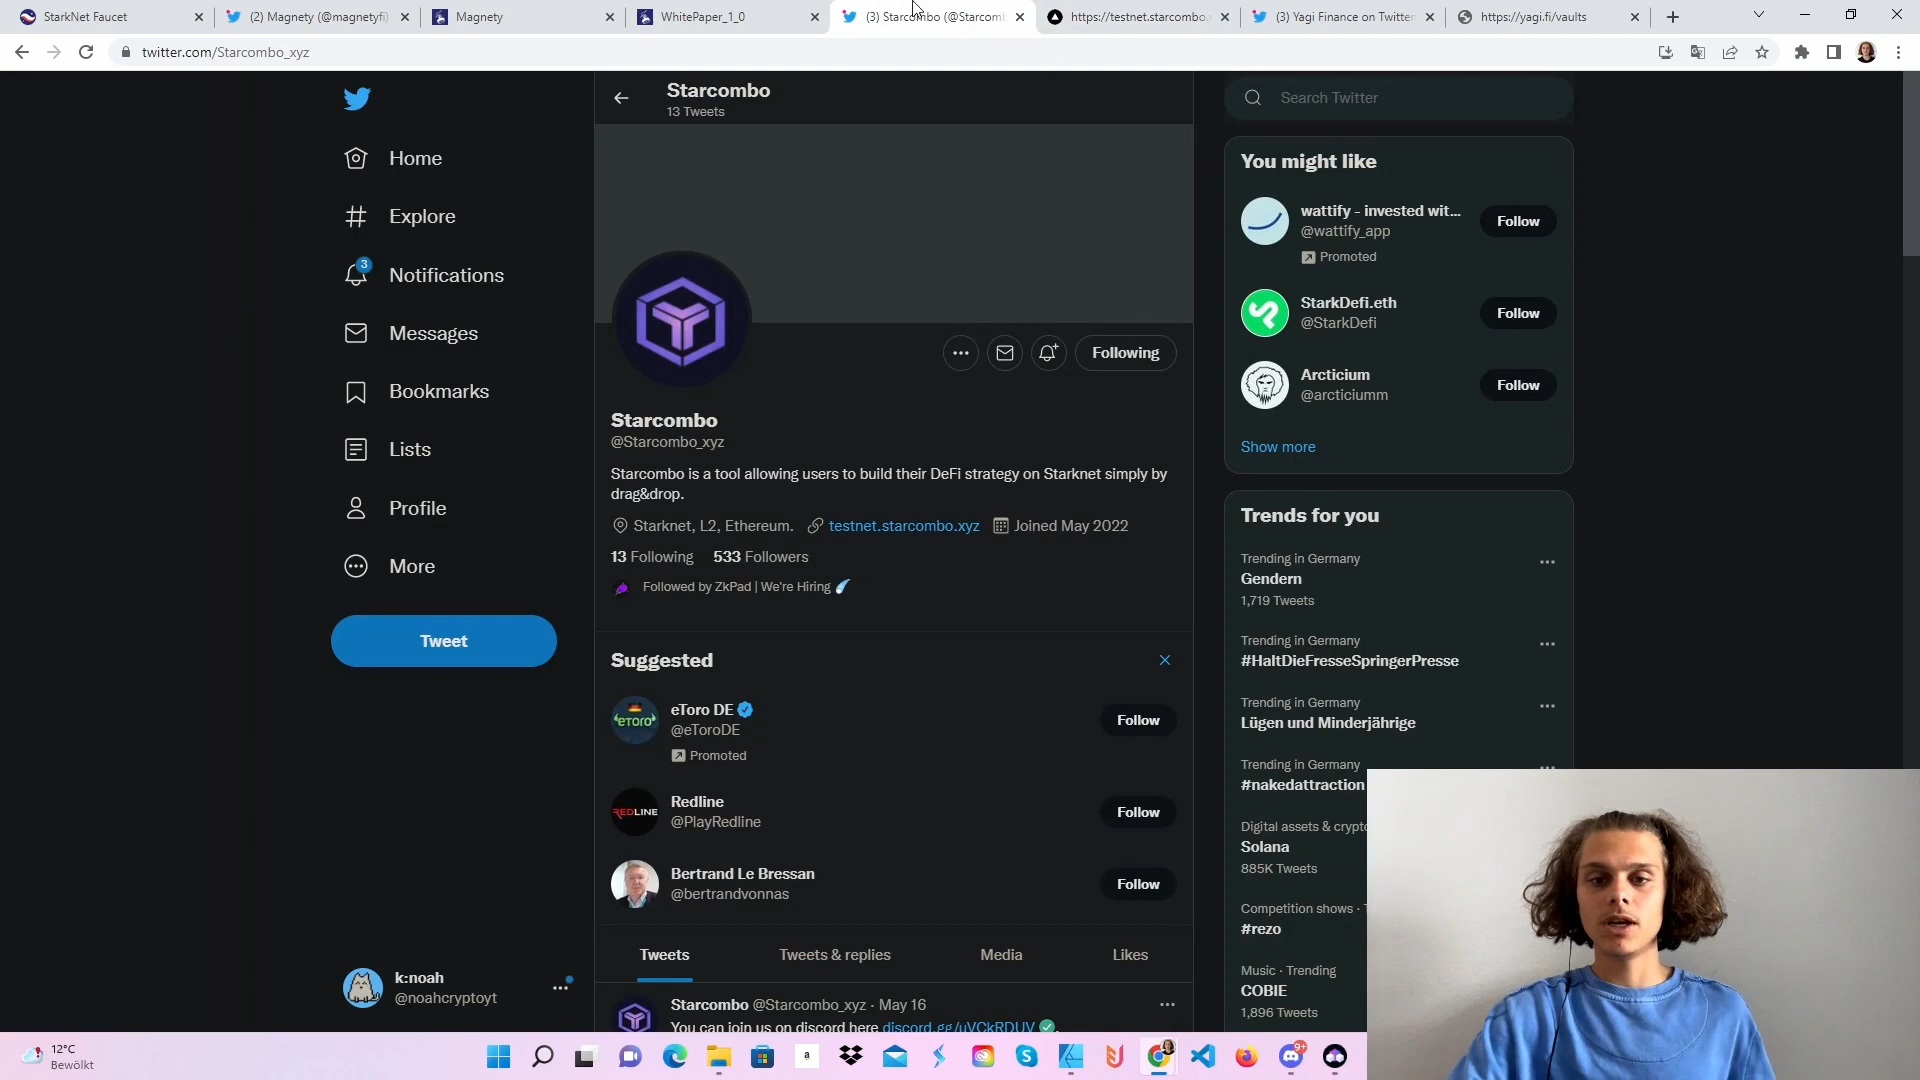 StarkNet Faucet
(2) Magnety (@magnetyfi)
Magnety
WhitePaper_1_0
(3) Starcombo (@Starcomb
https://testnet.starcombo
(3) Yagi Finance on Twitter
https://yagi.fi/vaults
twitter.com/Starcombo_xyz
Starcombo
13 Tweets
Search Twitter
Home
Explore
3
Notifications
Messages
Bookmarks
Lists
Profile
More
Tweet
Following
Starcombo
@Starcombo_xyz
Starcombo is a tool allowing users to build their DeFi strategy on Starknet simply by
drag&drop.
Starknet, L2, Ethereum. testnet.starcombo.xyz Joined May 2022
13 Following 533 Followers
Followed by ZkPad | We're Hiring
Suggested
eToro DE
@eToroDE
Promoted
Follow
eTORO
Redline
@PlayRedline
Follow
REDLINE
Bertrand Le Bressan
@bertrandvonnas
Follow
Tweets
Tweets & replies
Media
Likes
Starcombo @Starcombo_xyz · May 16
You can join us on discord here discord.gg/uVCkRDUV
You might like
wattify - invested wit...
@wattify_app
Promoted
Follow
StarkDefi.eth
@StarkDefi
Follow
Arcticium
@arcticiumm
Follow
Show more
Trends for you
Trending in Germany
Gendern
1,719 Tweets
Trending in Germany
#HaltDieFresseSpringerPresse
Trending in Germany
Lügen und Minderjährige
Trending in Germany
#nakedattraction
Digital assets & crypto
Solana
885K Tweets
Competition shows ·
#rezo
Music · Trending
COBIE
1,896 Tweets
k:noah
@noahcryptoyt
12°C
Bewölkt
a
9+